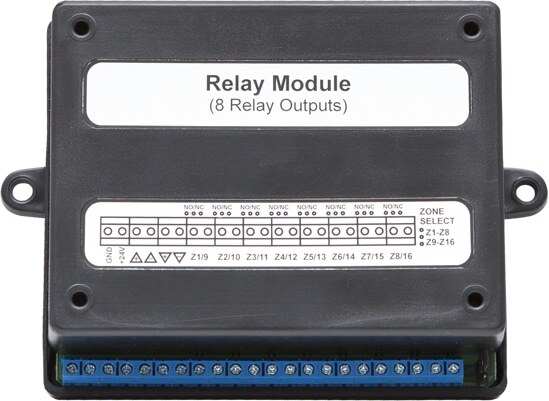 Relay Module
(8 Relay Outputs)
NO/NC NO/NC NO/NC NO/NC NO/NC NO/NC NO/NC NO/NC
ZONE
SELECT
Z1-Z8
Z9-Z16
GND +24V Z1/9 Z2/10 Z3/11 Z4/12 Z5/13 Z6/14 Z7/15 Z8/16